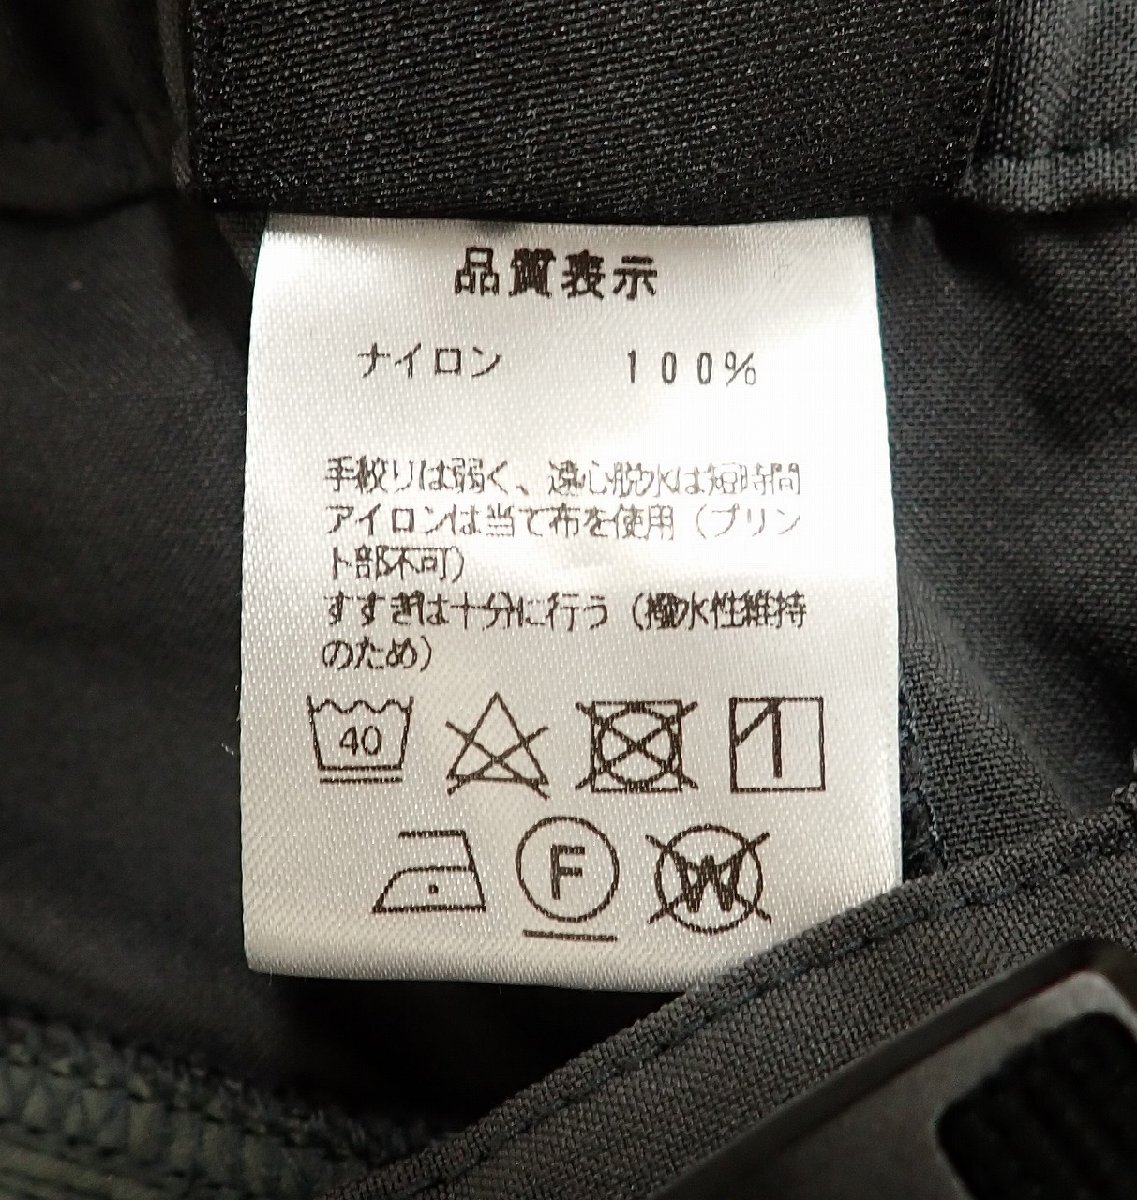 品質表示
ナイロン 100%
手絞りは弱く、遠心脱水は短時間
アイロンは当て布を使用（プリン
ト部不可）
すすぎは十分に行う（撥水性維持
のため）
40
F
W